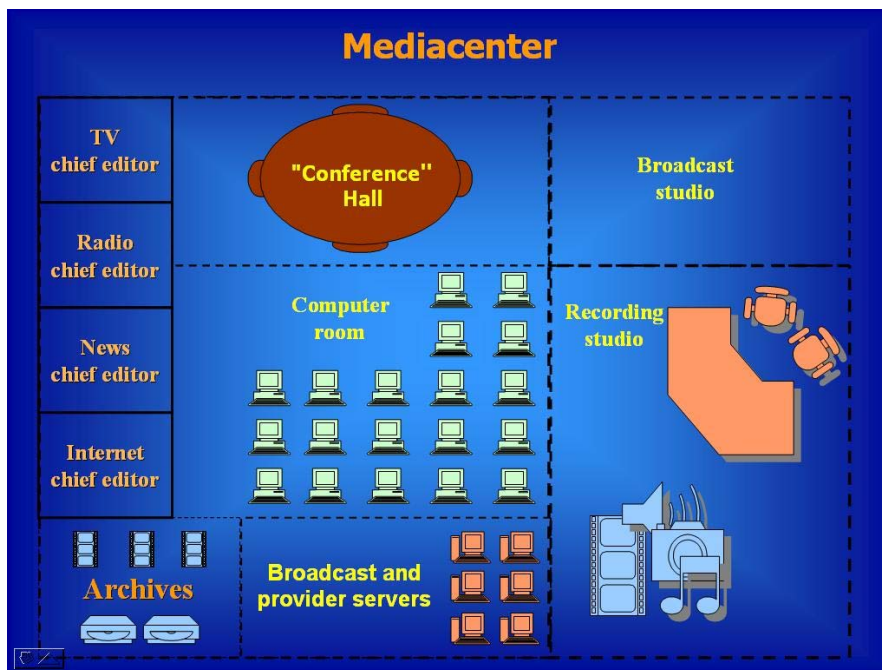 Mediacenter
TV
chief editor
"Conference"
Hall
Broadcast
studio
Radio
chief editor
Computer
room
Recording
studio
News
chief editor
Internet
chief editor
Archives
Broadcast and
provider servers